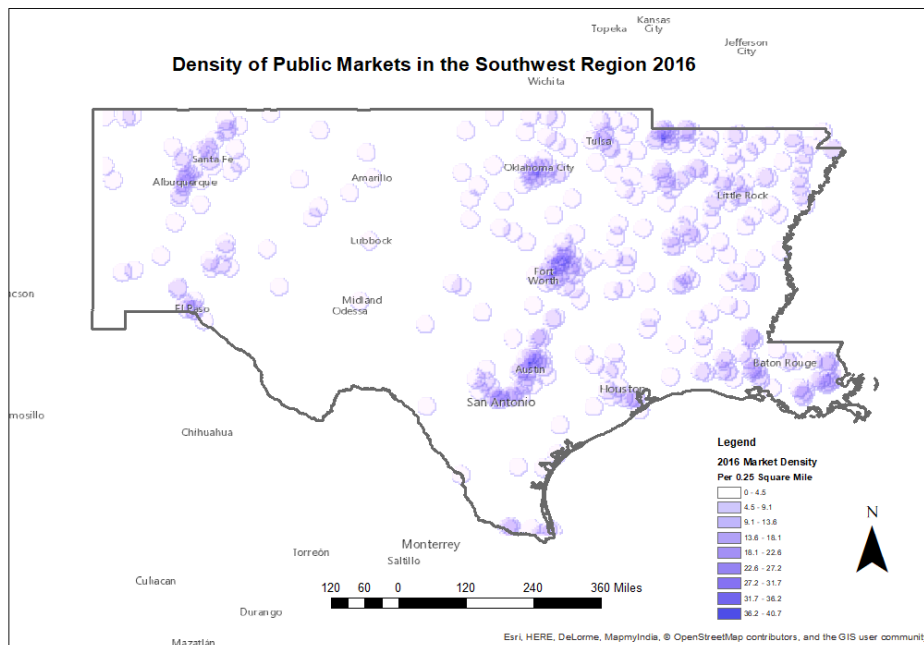 Kansas
City
Topeka
Jefferson
City
Density of Public Markets in the Southwest Region 2016
Wichita
Tulsa
Santa Fe
Oklahoma City
Albuquerque
Amarillo
Little Rock
Lubbock
Fort
Worth
ucson
Midland
Odessa
El Paso
Baton Rouge
Austin
Houston
San Antonio
mosillo
Chihuahua
Legend
2016 Market Density
Per 0.25 Square Mile
0 - 4.5
4.5 - 9.1
9.1 - 13.6
13.6 - 18.1
18.1 - 22.6
22.6 - 27.2
27.2 - 31.7
31.7 - 36.2
36.2 - 40.7
N
Monterrey
Torreón
Saltillo
Culiacan
120 60 0 120 240 360 Miles
Durango
Mazatlán
Esri, HERE, DeLorme, MapmyIndia, © OpenStreetMap contributors, and the GIS user communit